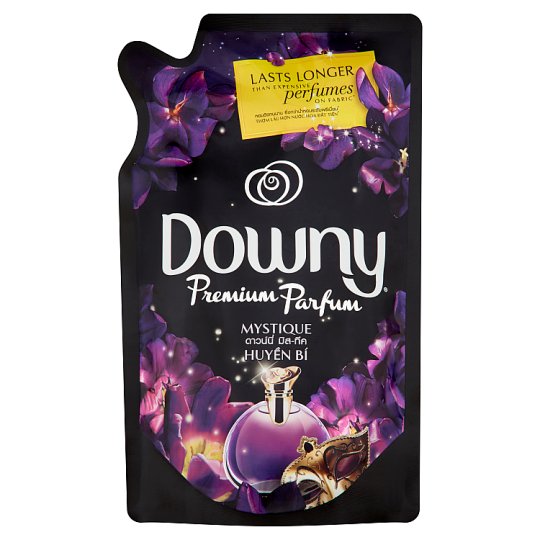 LASTS LONGER
THAN EXPENSIVE perfumes
ON FABRIC
Downy
Premium Parfum
MYSTIQUE
ดาวน์นี่ มิส-ทีค
HUYỀN BÍ